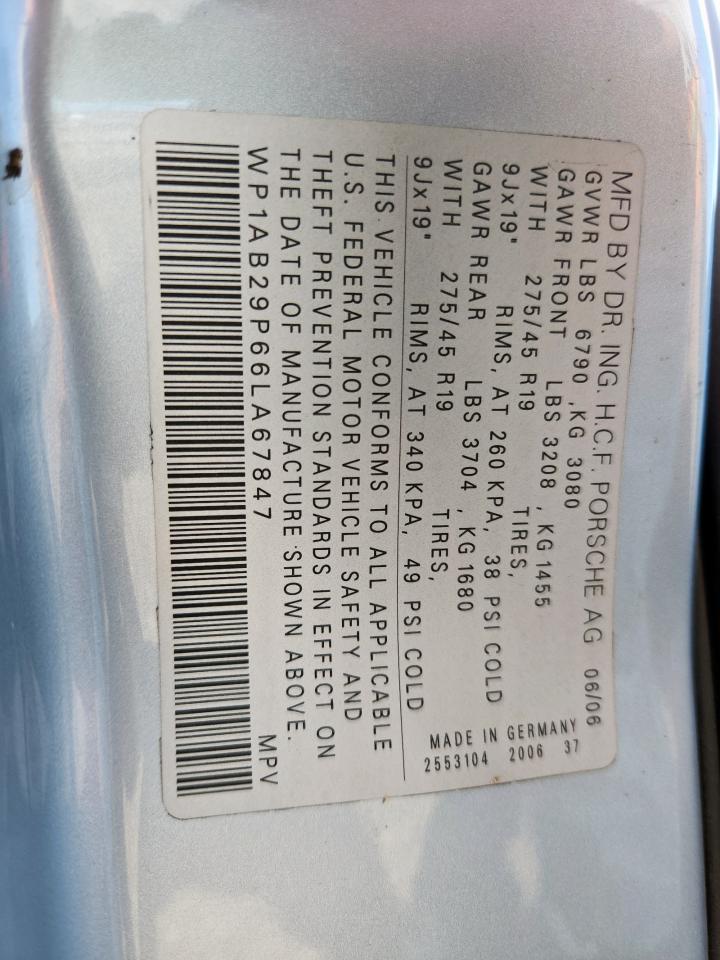 MFD BY DR. ING. H.C.F. PORSCHE AG 06/06
GVWR LBS 6790 ,KG 3080
GAWR FRONT LBS 3208 , KG 1455
WITH 275/45 R19 TIRES,
9Jx19" RIMS, AT 260 KPA, 38 PSI COLD
GAWR REAR LBS 3704 , KG 1680
WITH 275/45 R19 TIRES,
9Jx19" RIMS, AT 340 KPA, 49 PSI COLD
MADE IN GERMANY
2553104 2006 37
THIS VEHICLE CONFORMS TO ALL APPLICABLE
U.S. FEDERAL MOTOR VEHICLE SAFETY AND
THEFT PREVENTION STANDARDS IN EFFECT ON
THE DATE OF MANUFACTURE SHOWN ABOVE.
WP1AB29P66LA67847 MPV